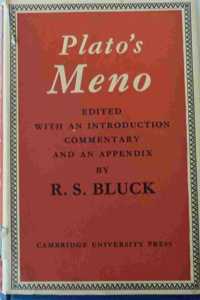 Plato's
Meno
EDITED
WITH AN INTRODUCTION
COMMENTARY
AND AN APPENDIX
BY
R. S. BLUCK
CAMBRIDGE UNIVERSITY PRESS